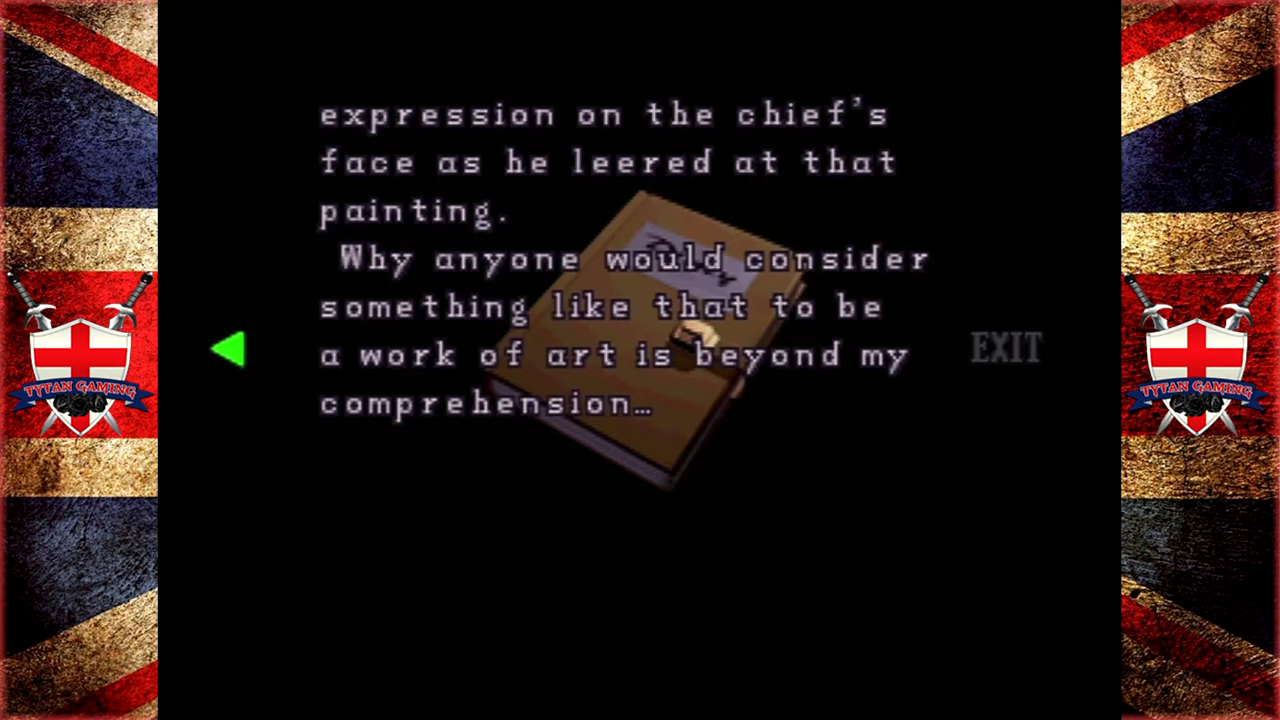 expression on the chief's
face as he leered at that
painting.
Why anyone would consider
something like that to be
a work of art is beyond my
comprehension…
EXIT
Diary
TYTAN GAMING
TYTAN GAMING